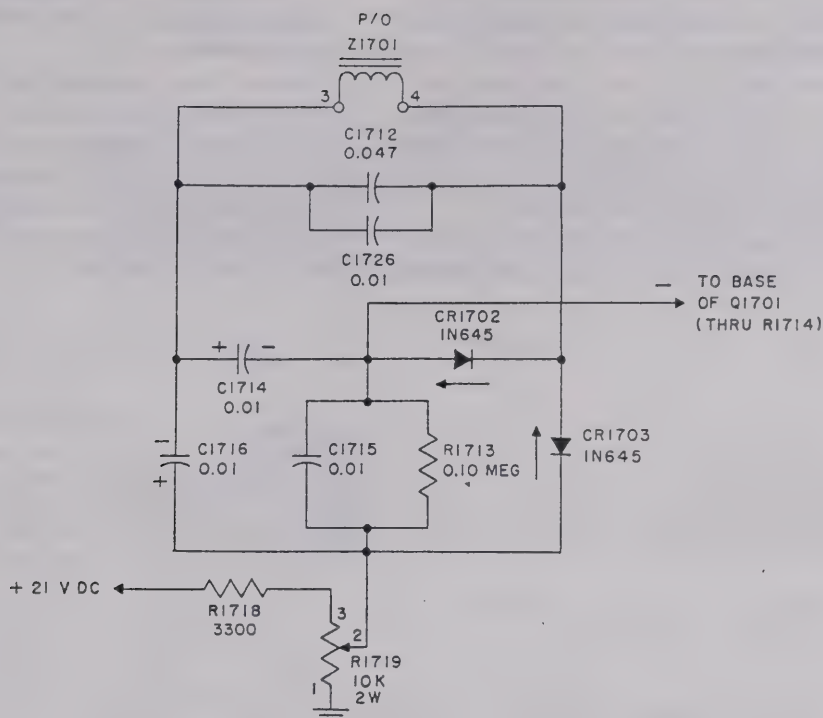 P/O
Z1701
3
4
C1712
0.047
C1726
0.01
− TO BASE
OF Q1701
(THRU R1714)
CR1702
IN645
+ −
C1714
0.01
−
C1716
0.01
+
C1715
0.01
R1713
0.10 MEG
CR1703
IN645
+ 21 V DC
R1718
3300
3
2
R1719
10K
2W
1